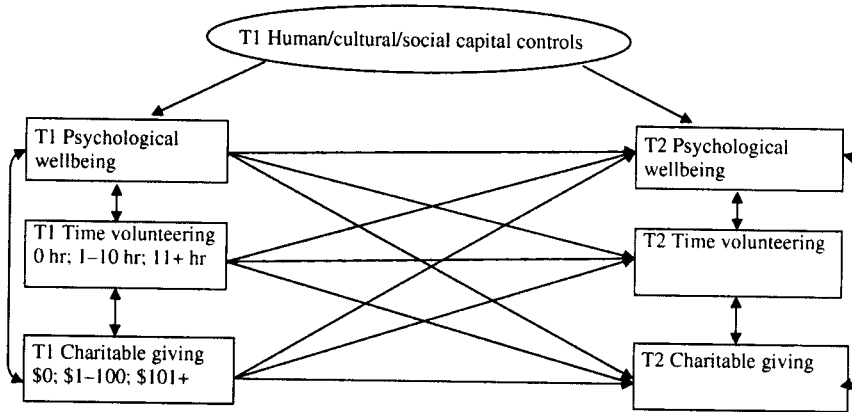 T1 Human/cultural/social capital controls
T1 Psychological
wellbeing
T2 Psychological
wellbeing
T1 Time volunteering
0 hr; 1–10 hr; 11+ hr
T2 Time volunteering
T1 Charitable giving
$0; $1–100; $101+
T2 Charitable giving